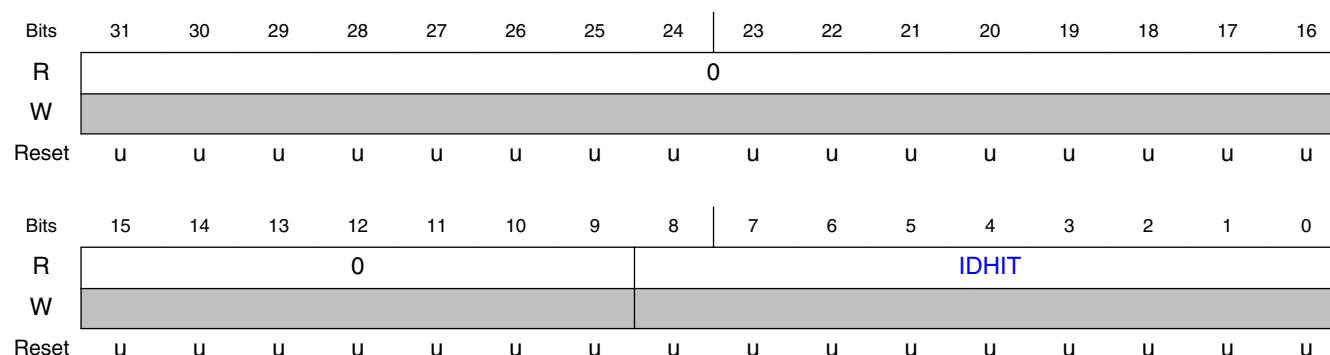 Bits 31 30 29 28 27 26 25 24 23 22 21 20 19 18 17 16
R 0
W
Reset u u u u u u u u u u u u u u u u
Bits 15 14 13 12 11 10 9 8 7 6 5 4 3 2 1 0
R 0 IDHIT
W
Reset u u u u u u u u u u u u u u u u